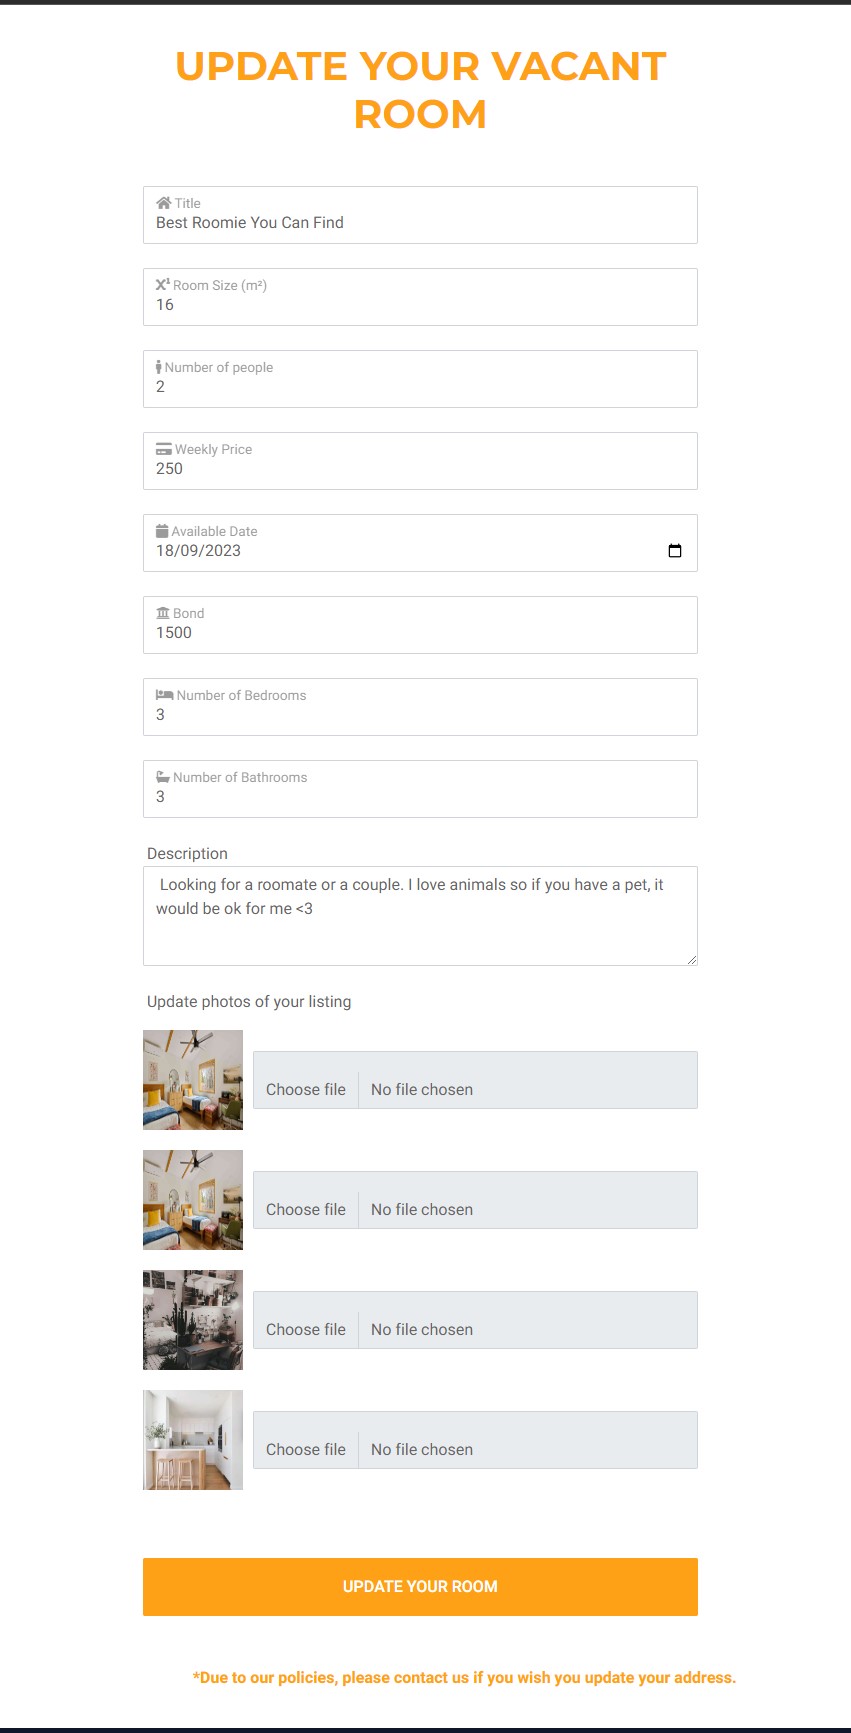 UPDATE YOUR VACANT
ROOM
Title
Best Roomie You Can Find
X¹ Room Size (m²)
16
Number of people
2
Weekly Price
250
Available Date
18/09/2023
Bond
1500
Number of Bedrooms
3
Number of Bathrooms
3
Description
Looking for a roomate or a couple. I love animals so if you have a pet, it
would be ok for me <3
Update photos of your listing
Choose file No file chosen
Choose file No file chosen
Choose file No file chosen
Choose file No file chosen
UPDATE YOUR ROOM
*Due to our policies, please contact us if you wish you update your address.